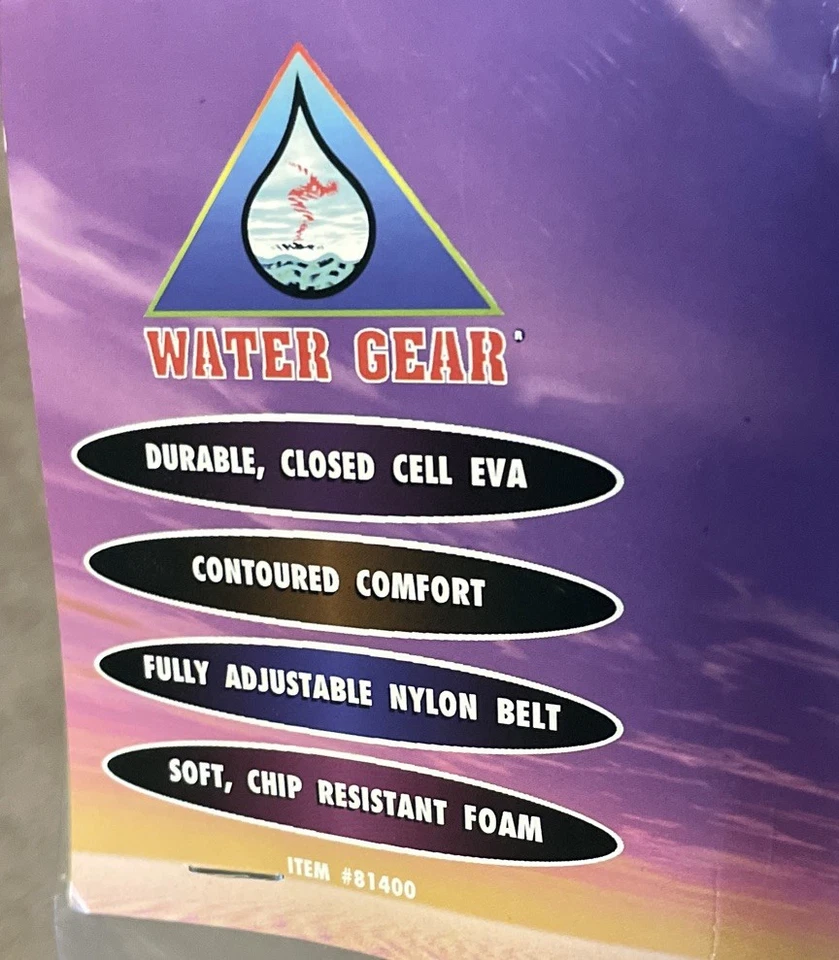 WATER GEAR®
DURABLE, CLOSED CELL EVA
CONTOURED COMFORT
FULLY ADJUSTABLE NYLON BELT
SOFT, CHIP RESISTANT FOAM
ITEM #81400